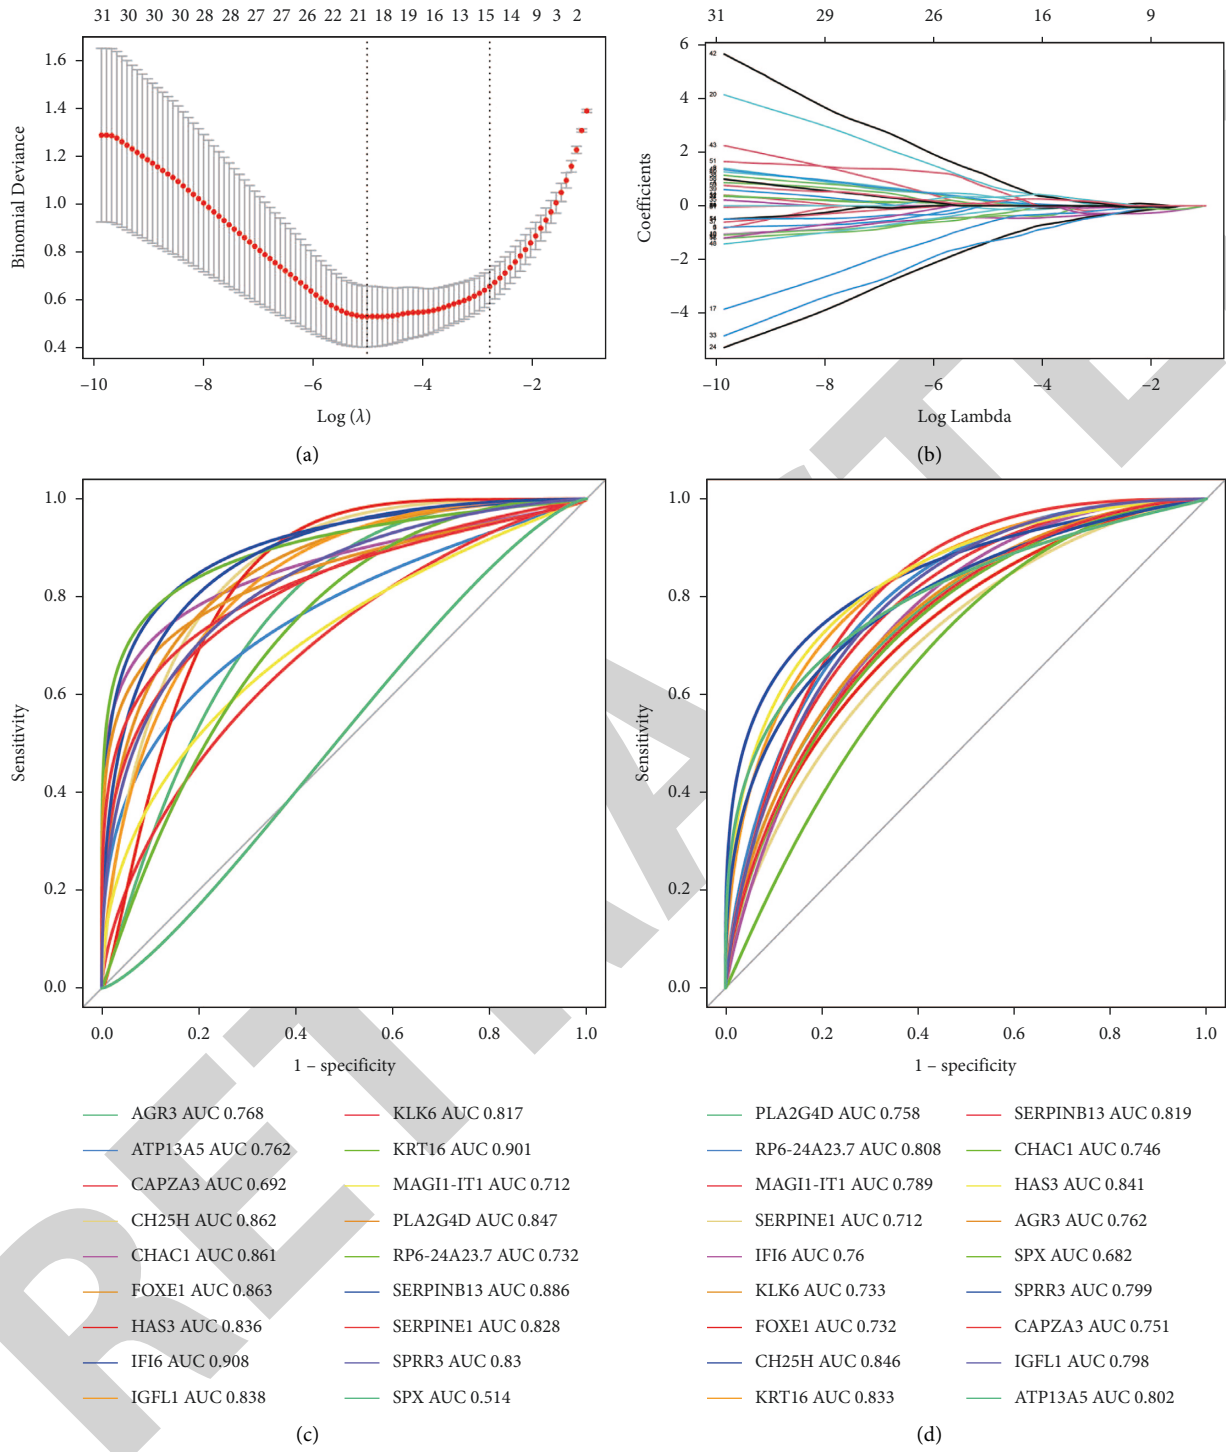 31 30 30 30 28 28 27 27 26 22 21 18 19 16 13 15 14 9 3 2
1.6
1.4
1.2
1.0
0.8
0.6
0.4
Binomial Deviance
−10 −8 −6 −4 −2
Log (λ)
(a)
31 29 26 16 9
6
4
2
0
−2
−4
Coefficients
42
20
43
51
17
33
24
−10 −8 −6 −4 −2
Log Lambda
(b)
1.0
0.8
0.6
0.4
0.2
0.0
Sensitivity
0.0 0.2 0.4 0.6 0.8 1.0
1 – specificity
AGR3 AUC 0.768
ATP13A5 AUC 0.762
CAPZA3 AUC 0.692
CH25H AUC 0.862
CHAC1 AUC 0.861
FOXE1 AUC 0.863
HAS3 AUC 0.836
IFI6 AUC 0.908
IGFL1 AUC 0.838
KLK6 AUC 0.817
KRT16 AUC 0.901
MAGI1-IT1 AUC 0.712
PLA2G4D AUC 0.847
RP6-24A23.7 AUC 0.732
SERPINB13 AUC 0.886
SERPINE1 AUC 0.828
SPRR3 AUC 0.83
SPX AUC 0.514
(c)
1.0
0.8
0.6
0.4
0.2
0.0
Sensitivity
0.0 0.2 0.4 0.6 0.8 1.0
1 – specificity
PLA2G4D AUC 0.758
RP6-24A23.7 AUC 0.808
MAGI1-IT1 AUC 0.789
SERPINE1 AUC 0.712
IFI6 AUC 0.76
KLK6 AUC 0.733
FOXE1 AUC 0.732
CH25H AUC 0.846
KRT16 AUC 0.833
SERPINB13 AUC 0.819
CHAC1 AUC 0.746
HAS3 AUC 0.841
AGR3 AUC 0.762
SPX AUC 0.682
SPRR3 AUC 0.799
CAPZA3 AUC 0.751
IGFL1 AUC 0.798
ATP13A5 AUC 0.802
(d)